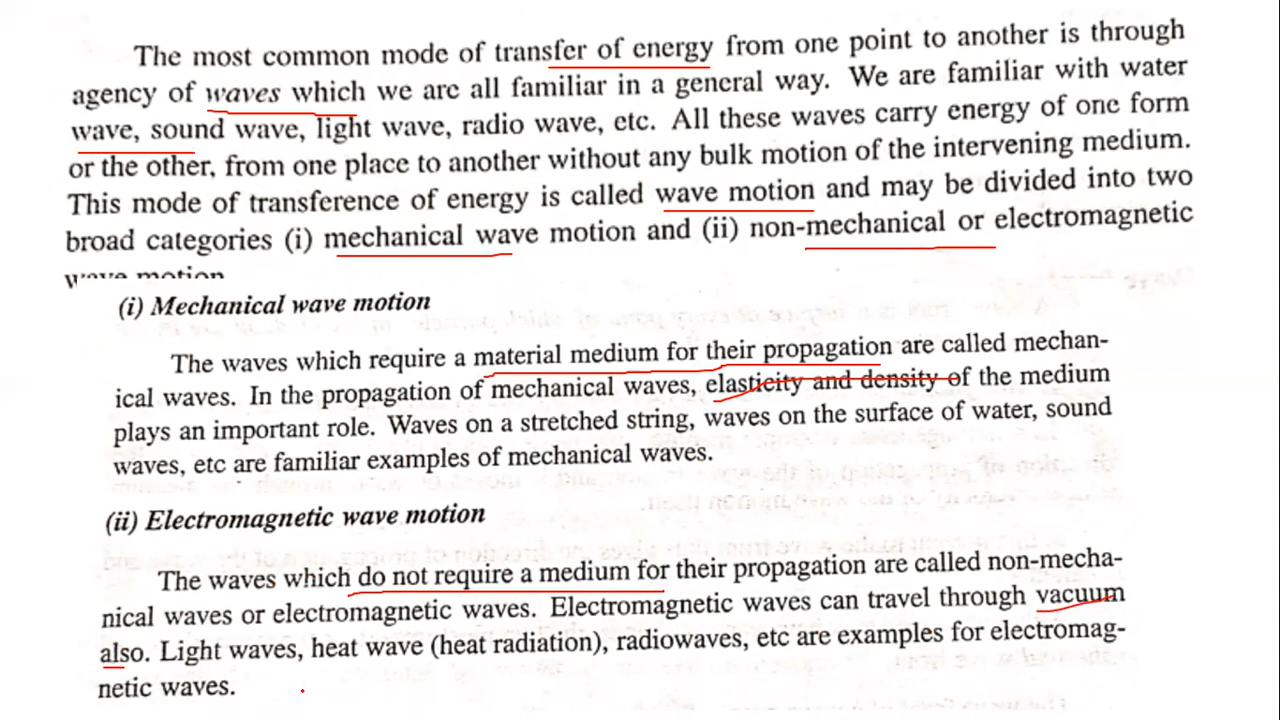 The most common mode of transfer of energy from one point to another is through
agency of waves which we are all familiar in a general way. We are familiar with water
wave, sound wave, light wave, radio wave, etc. All these waves carry energy of one form
or the other, from one place to another without any bulk motion of the intervening medium.
This mode of transference of energy is called wave motion and may be divided into two
broad categories (i) mechanical wave motion and (ii) non-mechanical or electromagnetic
wave motion
(i) Mechanical wave motion
The waves which require a material medium for their propagation are called mechan-
ical waves. In the propagation of mechanical waves, elasticity and density of the medium
plays an important role. Waves on a stretched string, waves on the surface of water, sound
waves, etc are familiar examples of mechanical waves.
(ii) Electromagnetic wave motion
The waves which do not require a medium for their propagation are called non-mecha-
nical waves or electromagnetic waves. Electromagnetic waves can travel through vacuum
also. Light waves, heat wave (heat radiation), radiowaves, etc are examples for electromag-
netic waves.